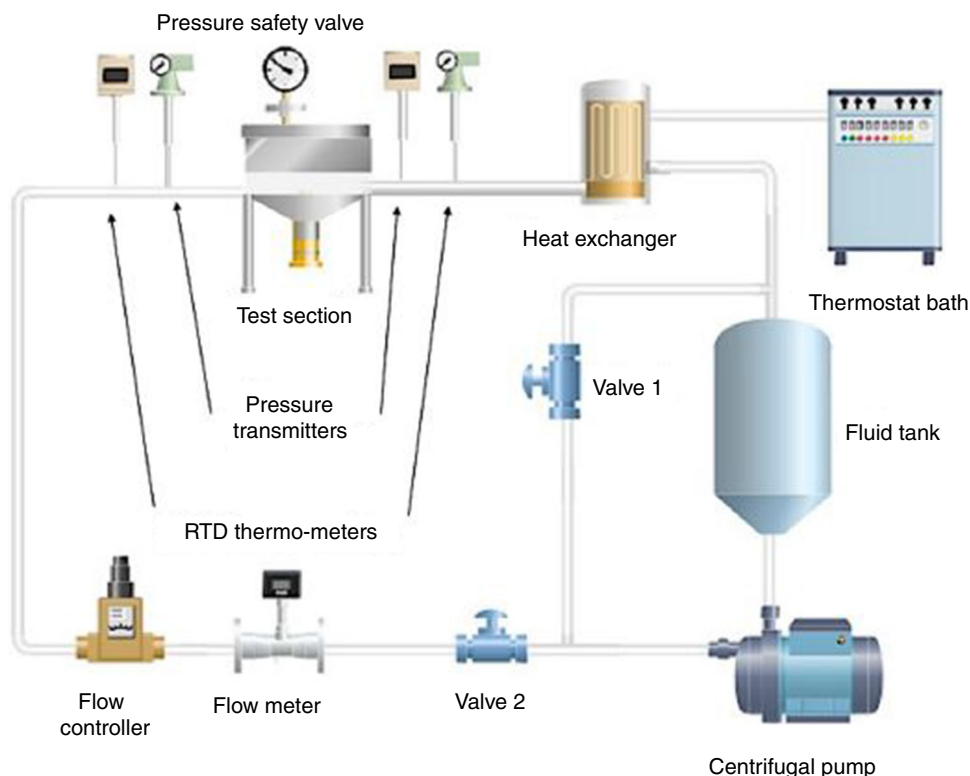 Pressure safety valve
Heat exchanger
Test section
Thermostat bath
Valve 1
Pressure
transmitters
Fluid tank
RTD thermo-meters
Flow
controller
Flow meter
Valve 2
Centrifugal pump